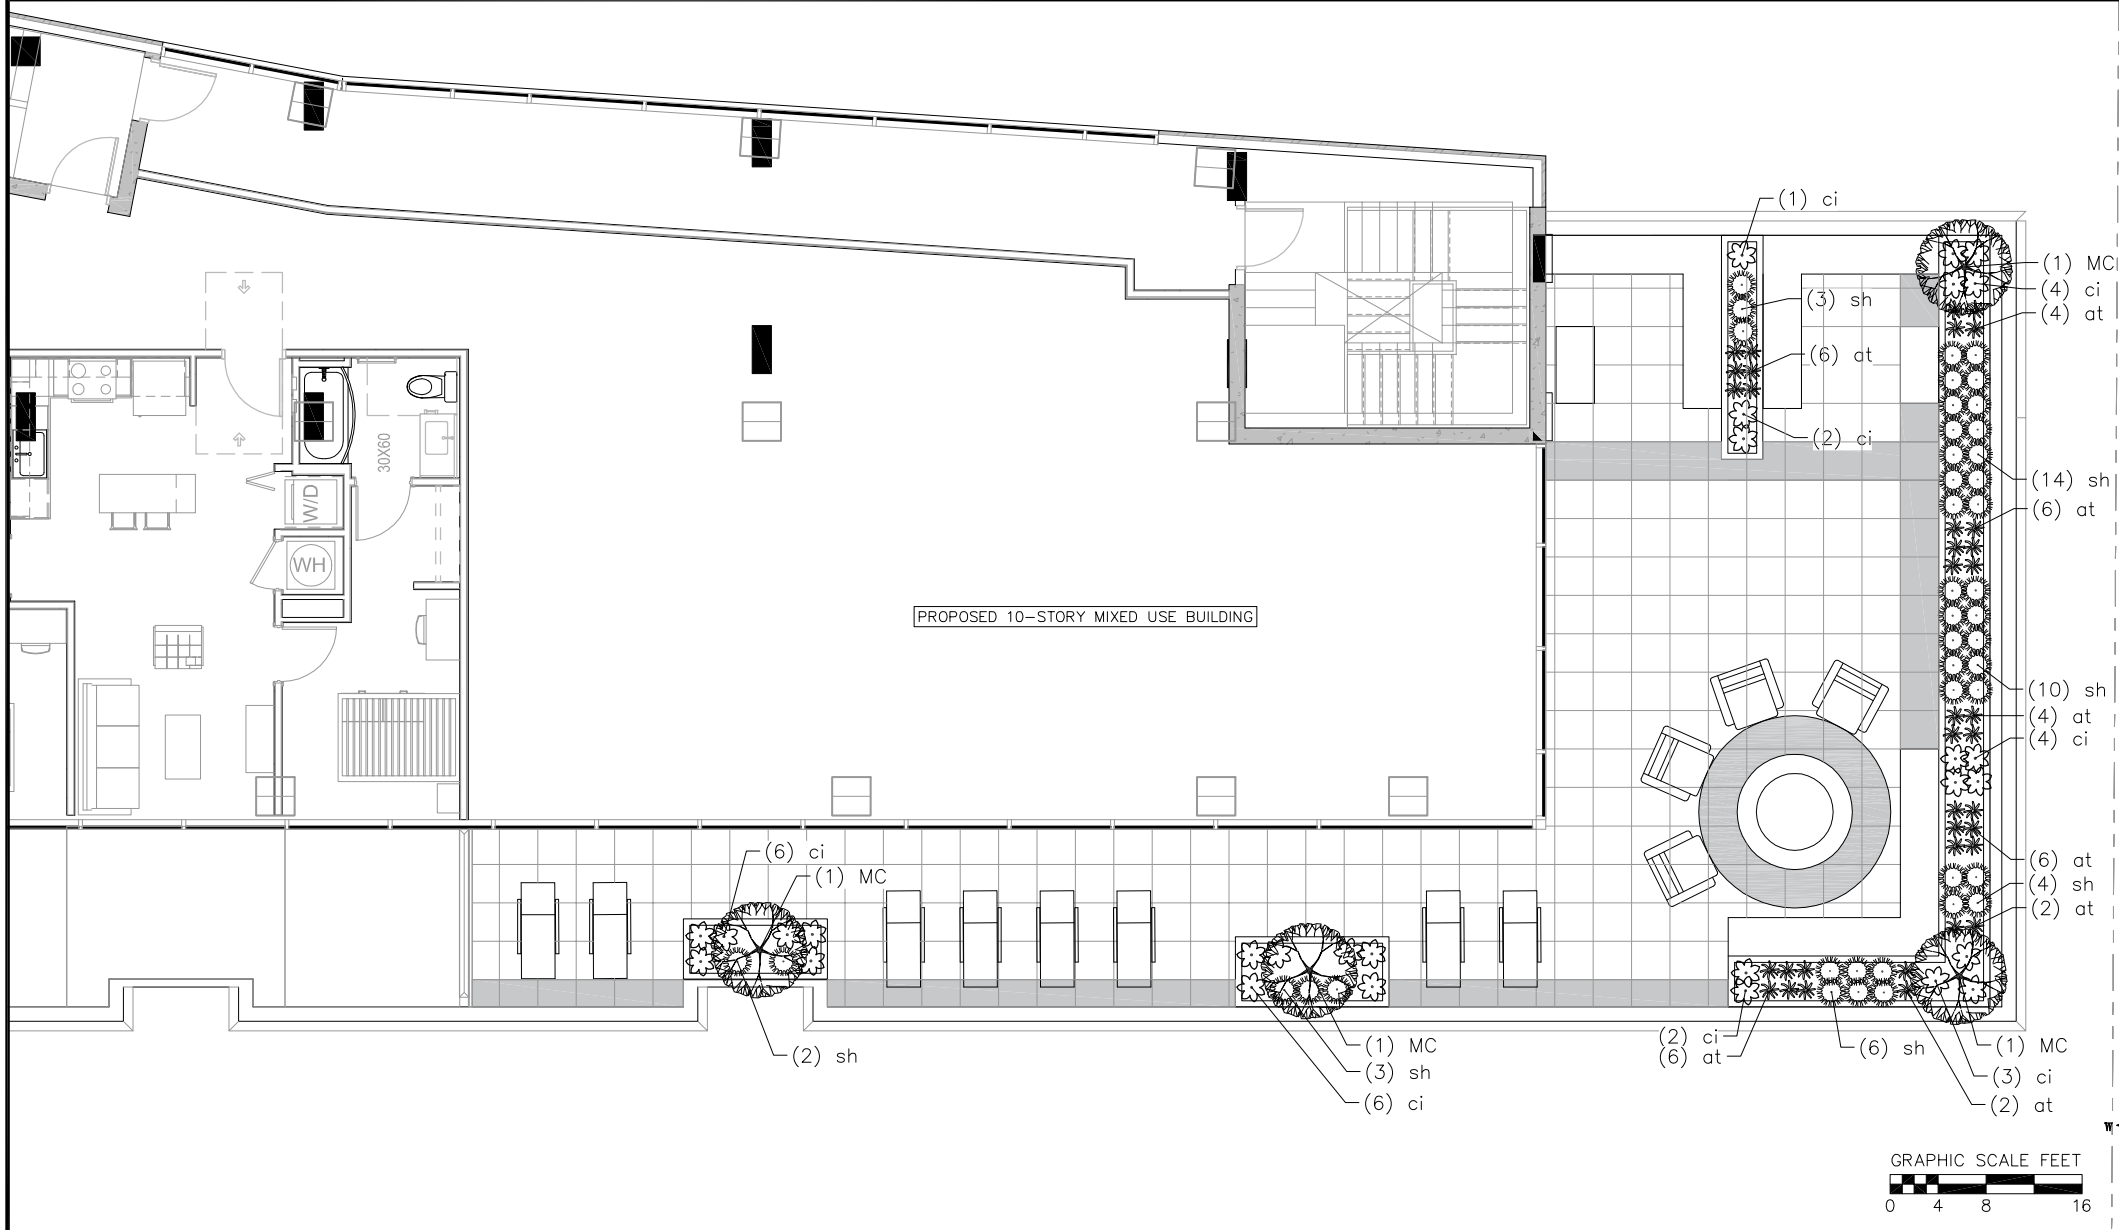 (1) ci
(1) MC
(4) ci
(4) at
(3) sh
(6) at
(2) ci
30X60
(14) sh
(6) at
W/D
WH
PROPOSED 10-STORY MIXED USE BUILDING
(10) sh
(4) at
(4) ci
(6) ci
(1) MC
(6) at
(4) sh
(2) at
(2) sh
(1) MC
(3) sh
(6) ci
(2) ci
(6) at
(6) sh
(1) MC
(3) ci
(2) at
W
GRAPHIC SCALE FEET
0 4 8 16